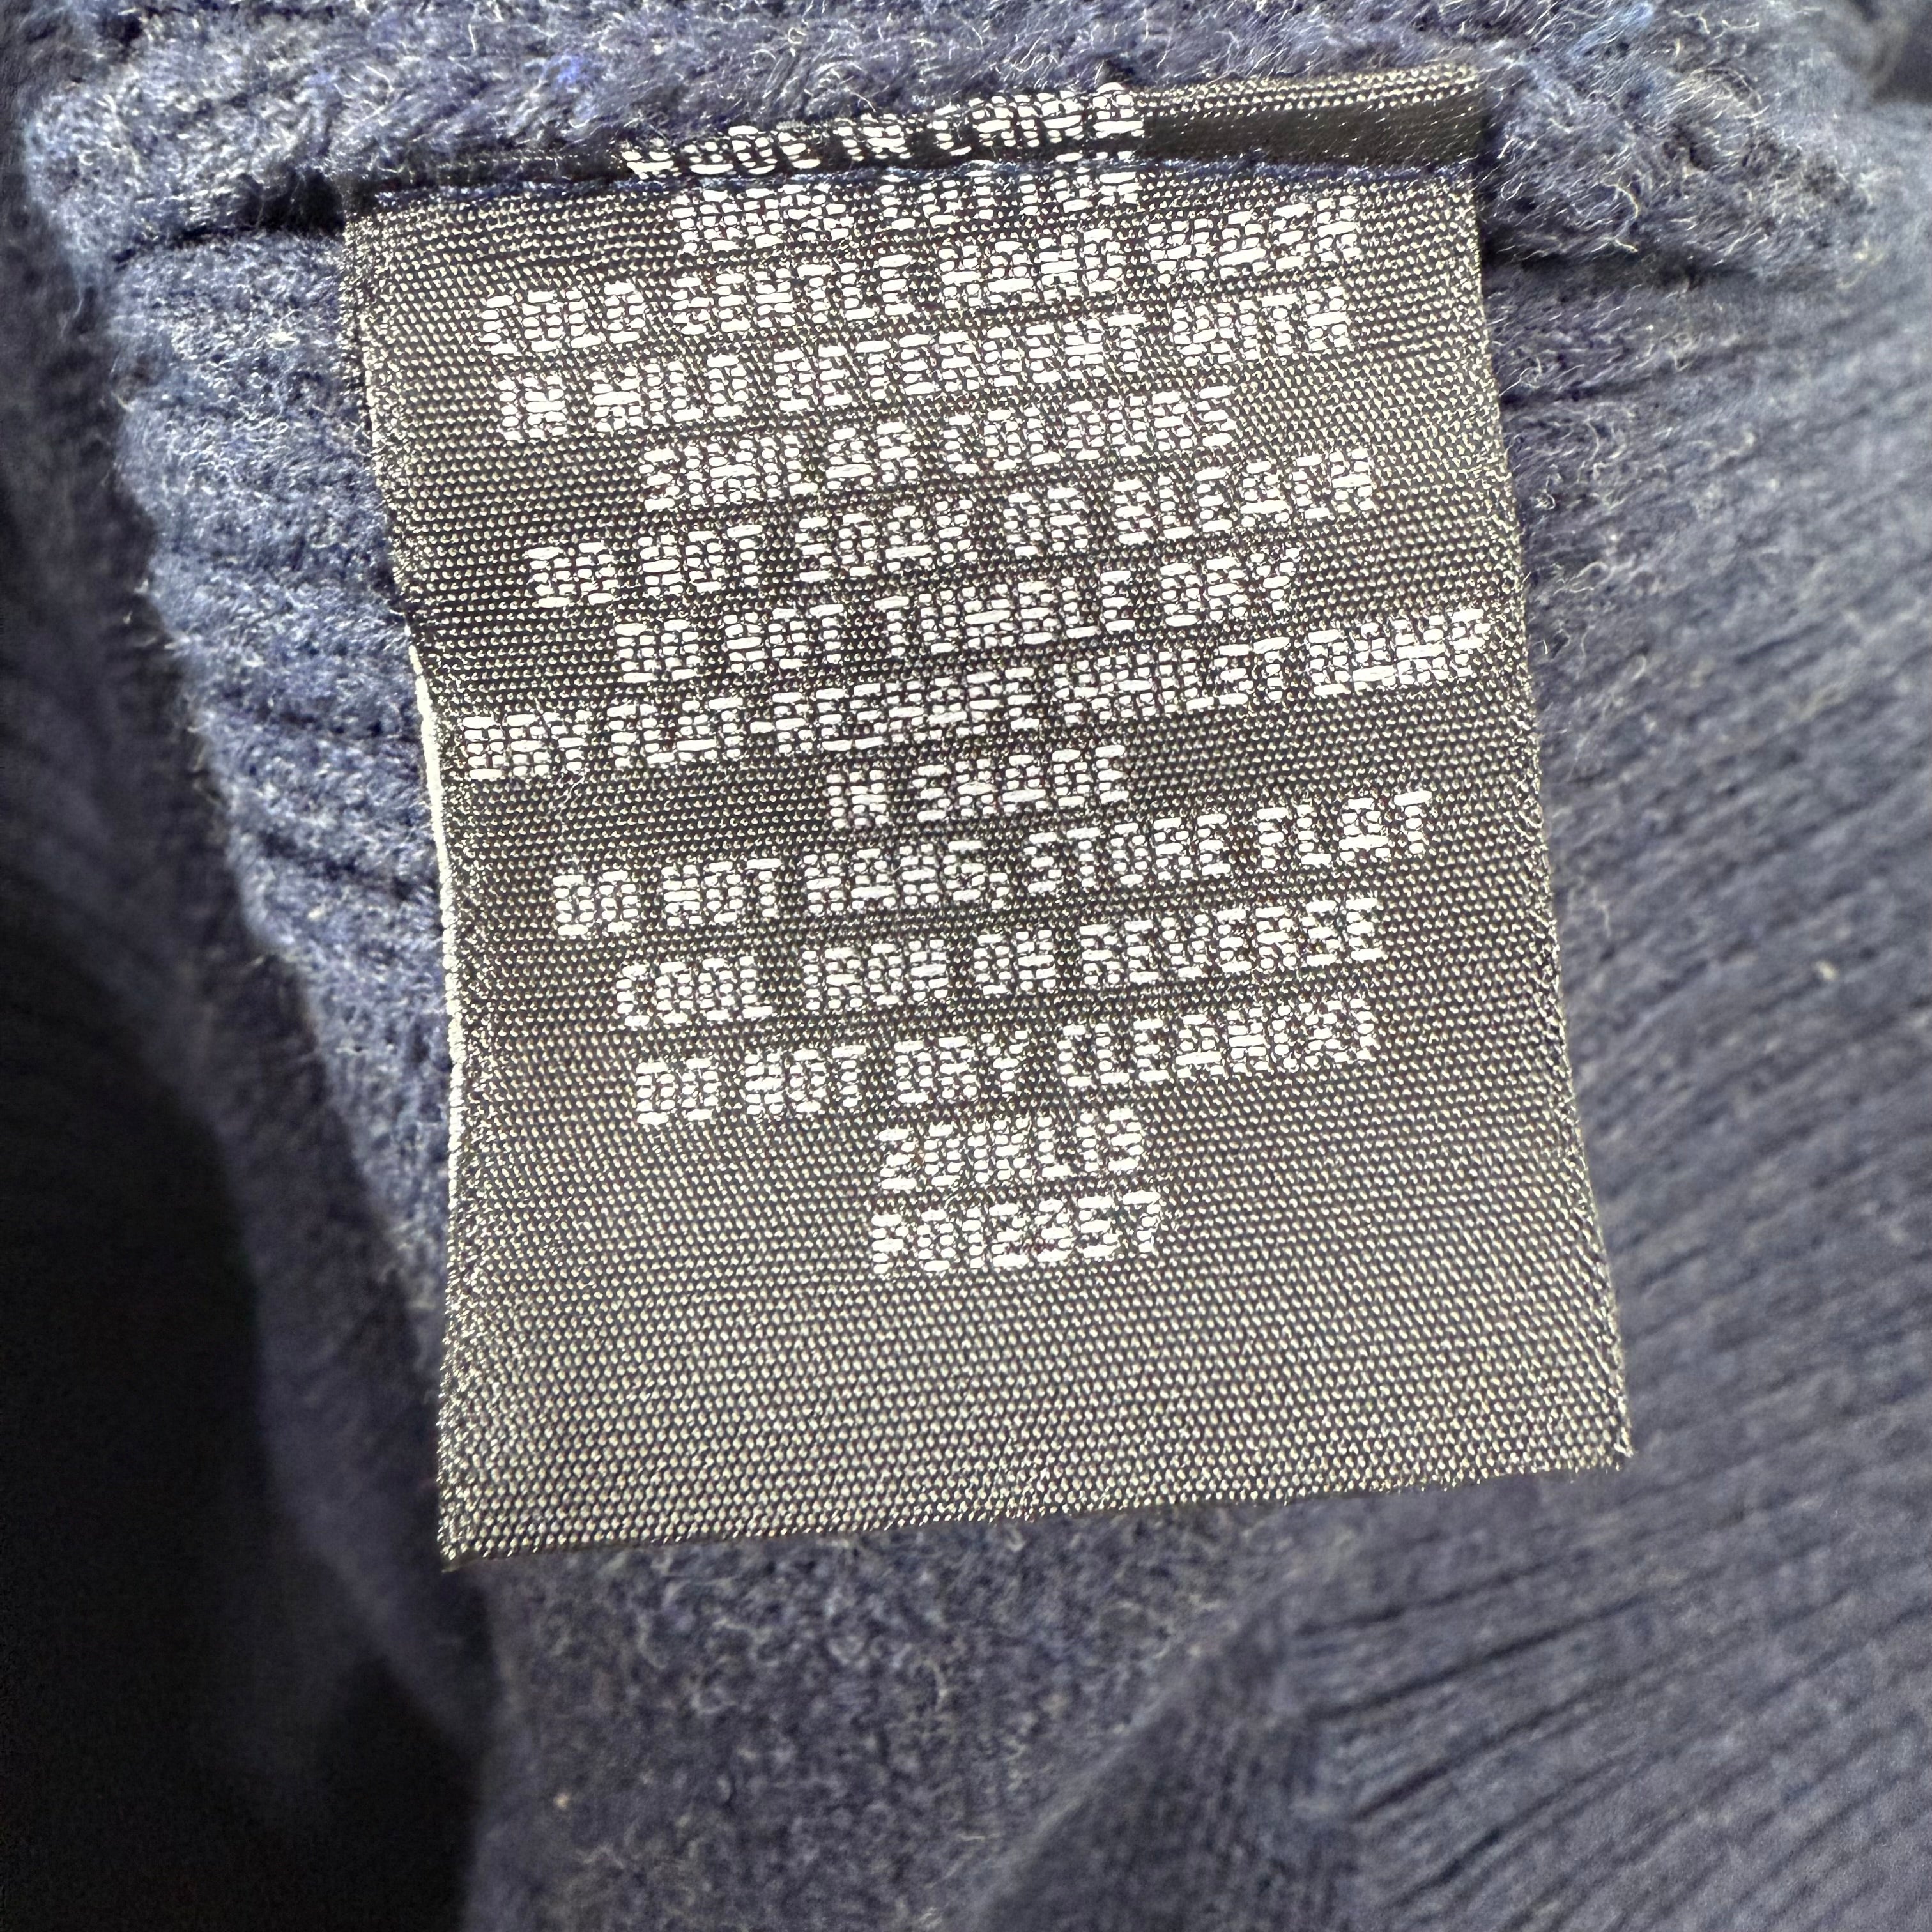 MADE IN CHINA
100% COTTON
COLD GENTLE HAND WASH
IN MILD DETERGENT WITH
SIMILAR COLOURS
DO NOT SOAK OR BLEACH
DO NOT TUMBLE DRY
DRY FLAT-RESHAPE WHILST DAMP
IN SHADE
DO NOT HANG, STORE FLAT
COOL IRON ON REVERSE
DO NOT DRY CLEAN(X)